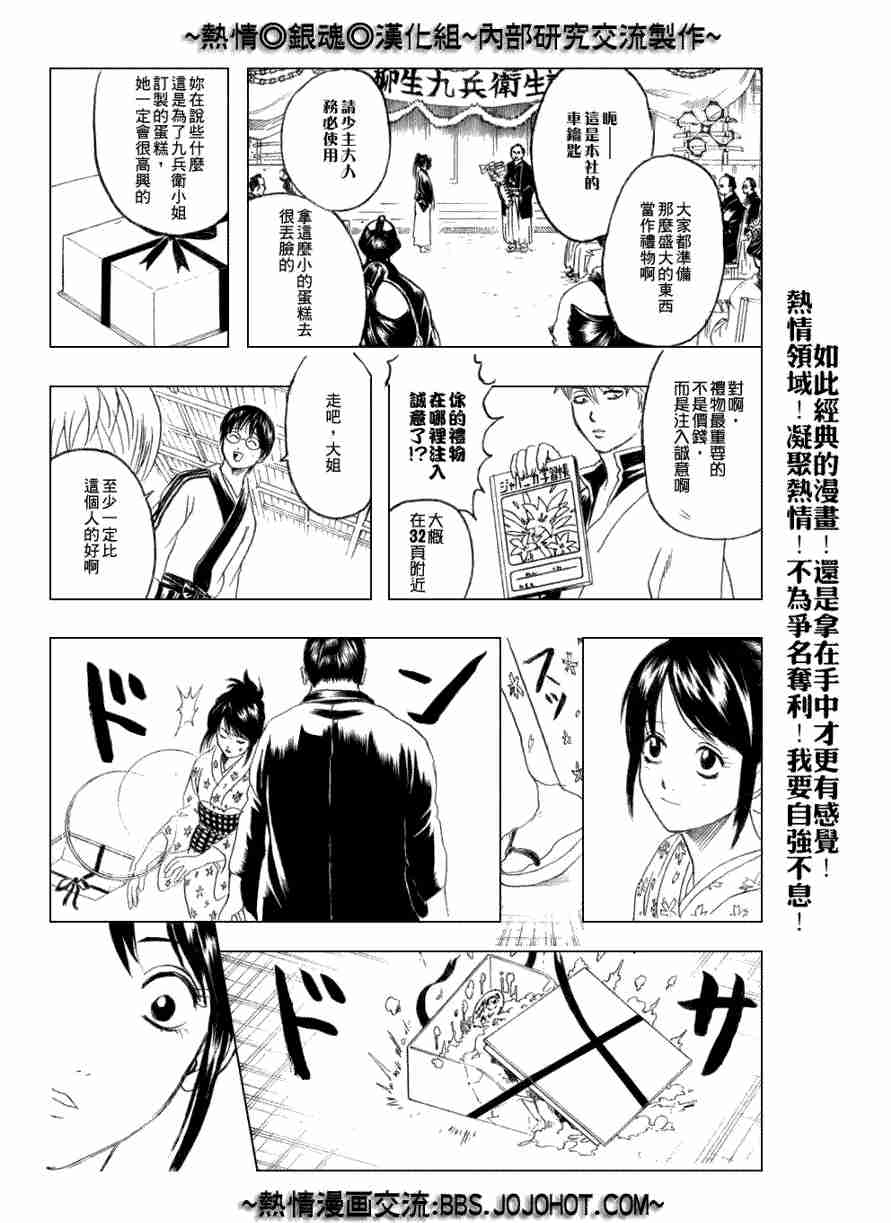 ~熱情◎銀魂◎漢化組~內部研究交流製作~
柳生九兵衛生
呃——
這是本社的
車鑰匙
請少主大人
務必使用
大家都準備
那麼盛大的東西
當作禮物啊
拿這麼小的蛋糕去
很丟臉的
妳在說些什麼
這是為了九兵衛小姐
訂製的蛋糕，
她一定會很高興的
對啊，
禮物最重要的
不是價錢，
而是注入誠意啊
ジャパニカ学習帳
你的禮物
在哪裡注入
誠意了!?
大概
在32頁附近
走吧，大姐
至少一定比
這個人的好啊
ドン
ドサ
如此經典的漫畫！還是拿在手中才更有感覺！
熱情領域！凝聚熱情！不為爭名奪利！我要自強不息！
~熱情漫画交流:BBS.JOJOHOT.COM~